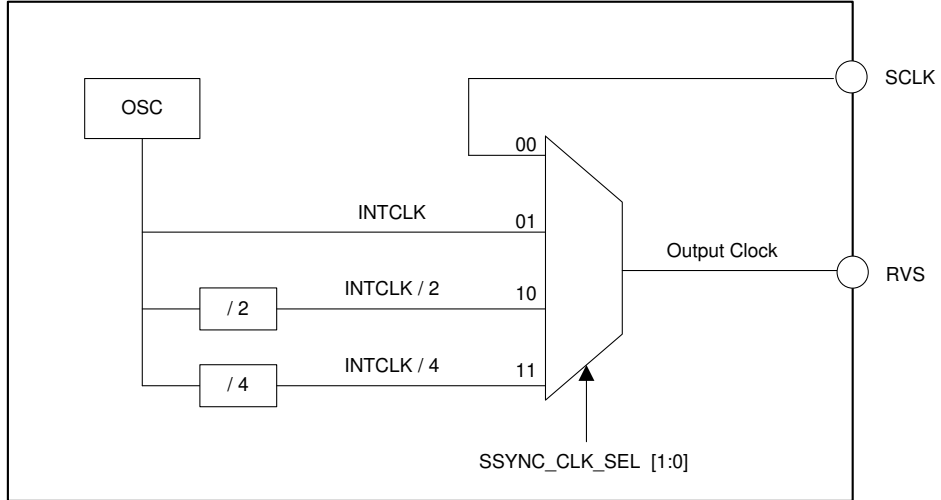 SCLK
OSC
00
INTCLK
01
Output Clock
RVS
INTCLK / 2
10
/ 2
INTCLK / 4
11
/ 4
SSYNC_CLK_SEL [1:0]